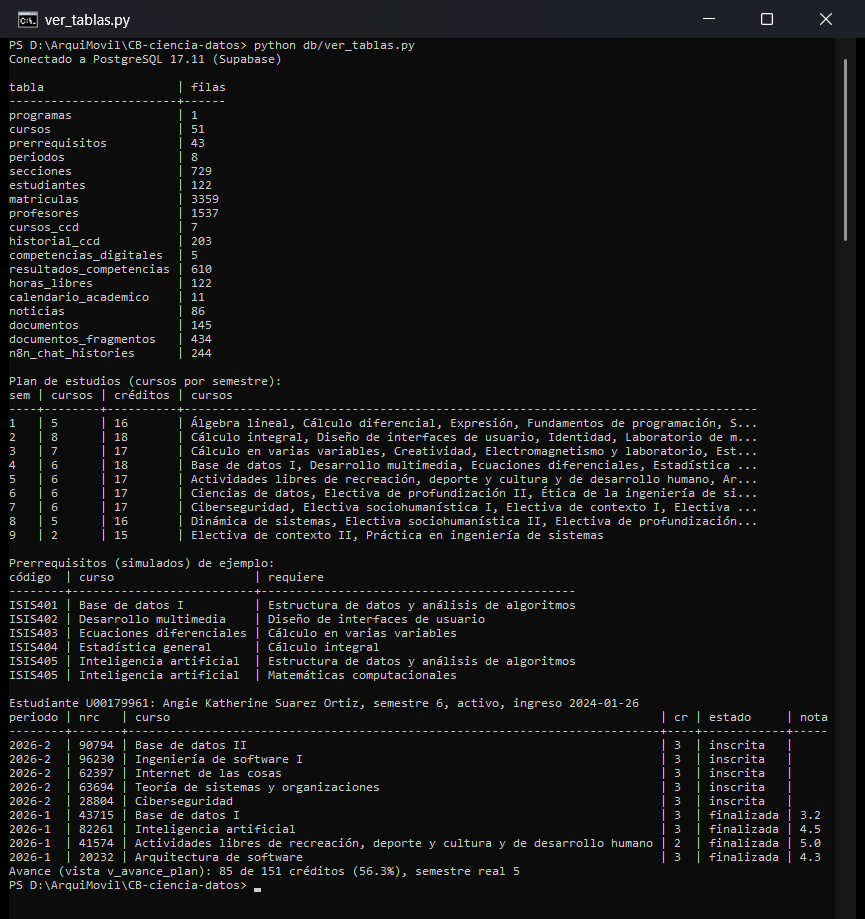 ver_tablas.py
PS D:\ArquiMovil\CB-ciencia-datos> python db/ver_tablas.py
Conectado a PostgreSQL 17.11 (Supabase)
tabla | filas
------------------------+------
programas | 1
cursos | 51
prerrequisitos | 43
periodos | 8
secciones | 729
estudiantes | 122
matriculas | 3359
profesores | 1537
cursos_ccd | 7
historial_ccd | 203
competencias_digitales | 5
resultados_competencias | 610
horas_libres | 122
calendario_academico | 11
noticias | 86
documentos | 145
documentos_fragmentos | 434
n8n_chat_histories | 244
Plan de estudios (cursos por semestre):
sem | cursos | créditos | cursos
----+--------+----------+---------------------------------------------------------------------------------
1 | 5 | 16 | Álgebra lineal, Cálculo diferencial, Expresión, Fundamentos de programación, S...
2 | 8 | 18 | Cálculo integral, Diseño de interfaces de usuario, Identidad, Laboratorio de m...
3 | 7 | 17 | Cálculo en varias variables, Creatividad, Electromagnetismo y laboratorio, Est...
4 | 6 | 18 | Base de datos I, Desarrollo multimedia, Ecuaciones diferenciales, Estadística ...
5 | 6 | 17 | Actividades libres de recreación, deporte y cultura y de desarrollo humano, Ar...
6 | 6 | 17 | Ciencias de datos, Electiva de profundización II, Ética de la ingeniería de si...
7 | 6 | 17 | Ciberseguridad, Electiva sociohumanística I, Electiva de contexto I, Electiva ...
8 | 5 | 16 | Dinámica de sistemas, Electiva sociohumanística II, Electiva de profundización...
9 | 2 | 15 | Electiva de contexto II, Práctica en ingeniería de sistemas
Prerrequisitos (simulados) de ejemplo:
código | curso | requiere
--------+--------------------------+---------------------------------------------
ISIS401 | Base de datos I | Estructura de datos y análisis de algoritmos
ISIS402 | Desarrollo multimedia | Diseño de interfaces de usuario
ISIS403 | Ecuaciones diferenciales | Cálculo en varias variables
ISIS404 | Estadística general | Cálculo integral
ISIS405 | Inteligencia artificial | Estructura de datos y análisis de algoritmos
ISIS405 | Inteligencia artificial | Matemáticas computacionales
Estudiante U00179961: Angie Katherine Suarez Ortiz, semestre 6, activo, ingreso 2024-01-26
periodo | nrc | curso | cr | estado | nota
--------+-------+----------------------------------------------------------------------------+----+------------+-----
2026-2 | 90794 | Base de datos II | 3 | inscrita |
2026-2 | 96230 | Ingeniería de software I | 3 | inscrita |
2026-2 | 62397 | Internet de las cosas | 3 | inscrita |
2026-2 | 63694 | Teoría de sistemas y organizaciones | 3 | inscrita |
2026-2 | 28804 | Ciberseguridad | 3 | inscrita |
2026-1 | 43715 | Base de datos I | 3 | finalizada | 3.2
2026-1 | 82261 | Inteligencia artificial | 3 | finalizada | 4.5
2026-1 | 41574 | Actividades libres de recreación, deporte y cultura y de desarrollo humano | 2 | finalizada | 5.0
2026-1 | 20232 | Arquitectura de software | 3 | finalizada | 4.3
Avance (vista v_avance_plan): 85 de 151 créditos (56.3%), semestre real 5
PS D:\ArquiMovil\CB-ciencia-datos>